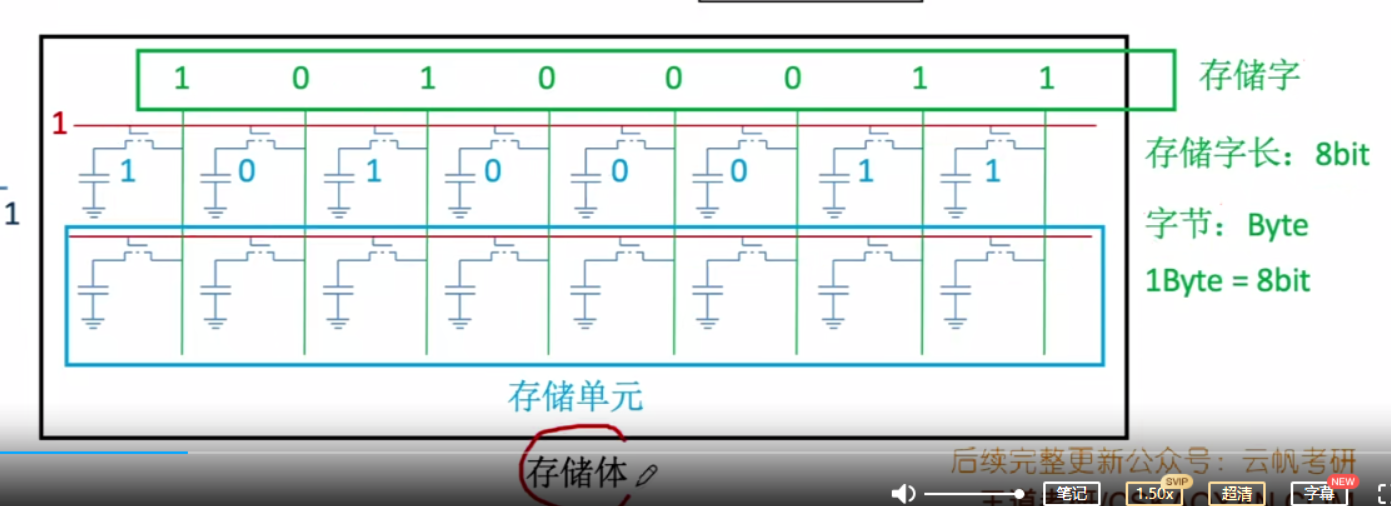 1 0 1 0 0 0 1 1
存储字
1
1 0 1 0 0 0 1 1
存储字长：8bit
1
字节：Byte
1Byte = 8bit
存储单元
存储体
后续完整更新公众号：云帆考研
笔记
SVIP
1.50x
超清
NEW
字幕